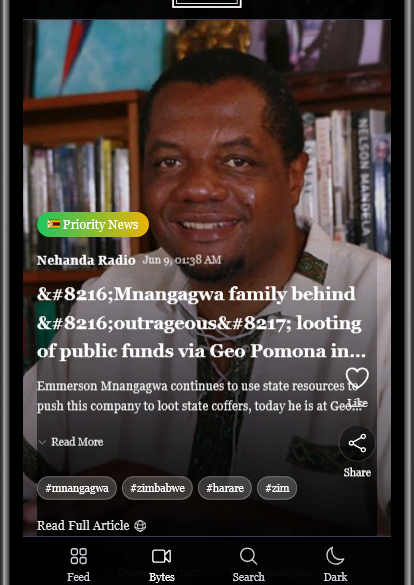 NELSON MANDELA
Priority News
Nehanda Radio Jun 9, 01:38 AM
&#8216;Mnangagwa family behind
&#8216;outrageous&#8217; looting
of public funds via Geo Pomona in...
Emmerson Mnangagwa continues to use state resources to
push this company to loot state coffers, today he is at Geo...
Like
Read More
Share
#mnangagwa #zimbabwe #harare #zim
Read Full Article
Feed Bytes Search Dark